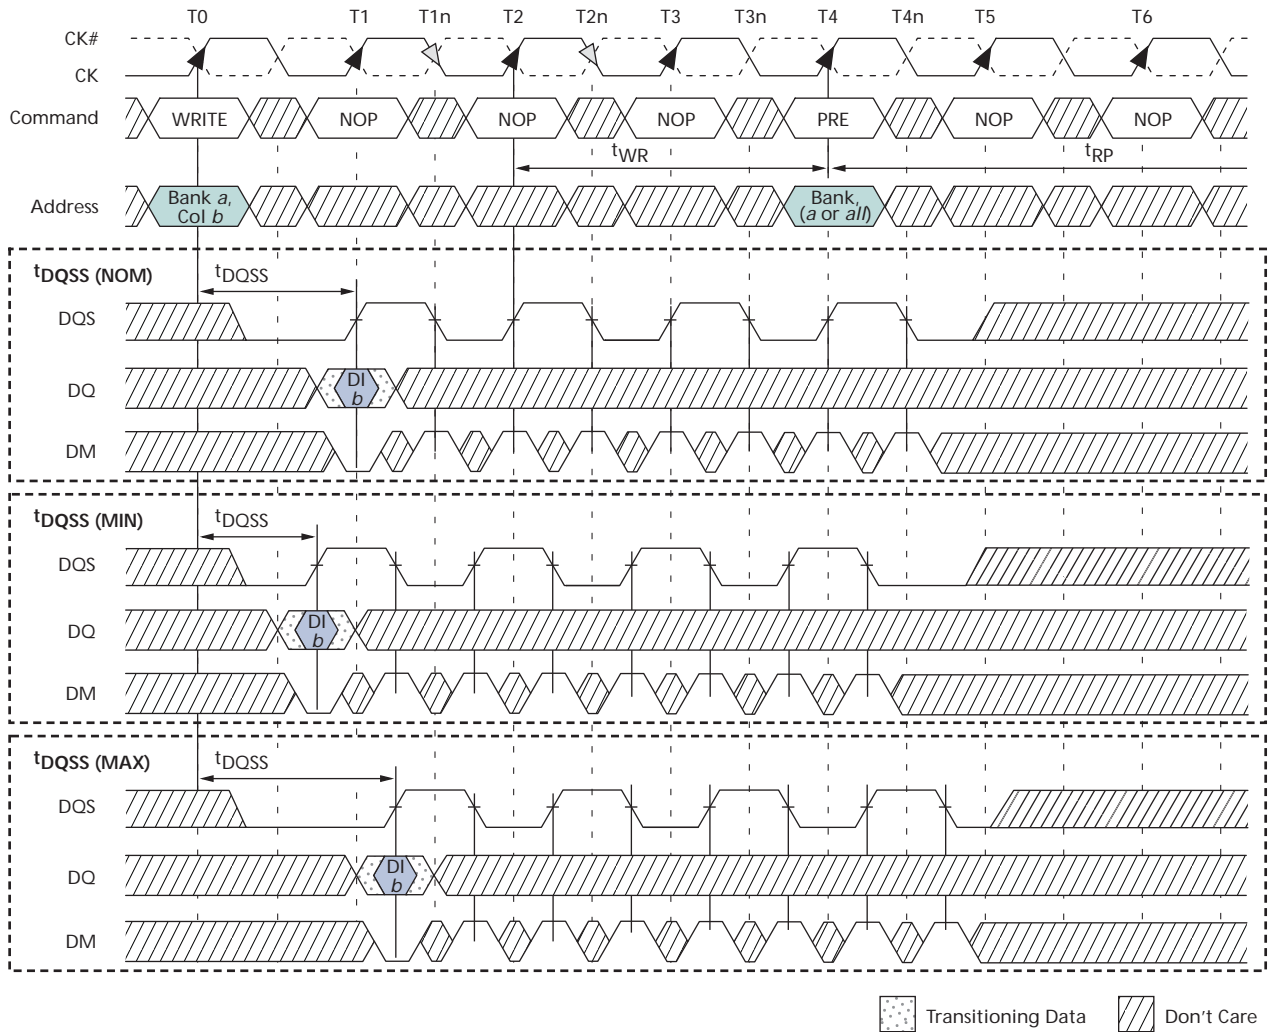 T0 T1 T1n T2 T2n T3 T3n T4 T4n T5 T6
CK#
CK
Command WRITE NOP NOP NOP PRE NOP NOP
tWR tRP
Address Bank a, Col b Bank, (a or all)
tDQSS (NOM) tDQSS
DQS
DQ DI b
DM
tDQSS (MIN) tDQSS
DQS
DQ DI b
DM
tDQSS (MAX) tDQSS
DQS
DQ DI b
DM
Transitioning Data Don't Care